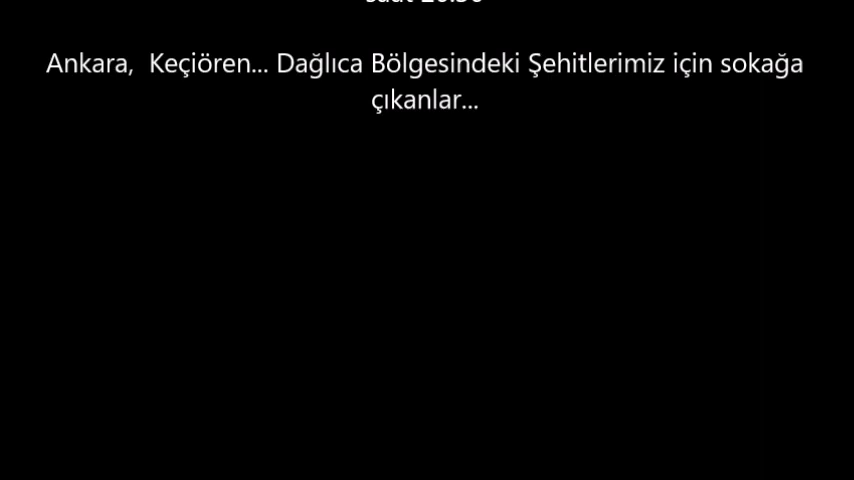 Ankara,  Keçiören... Dağlıca Bölgesindeki Şehitlerimiz için sokağa
çıkanlar...